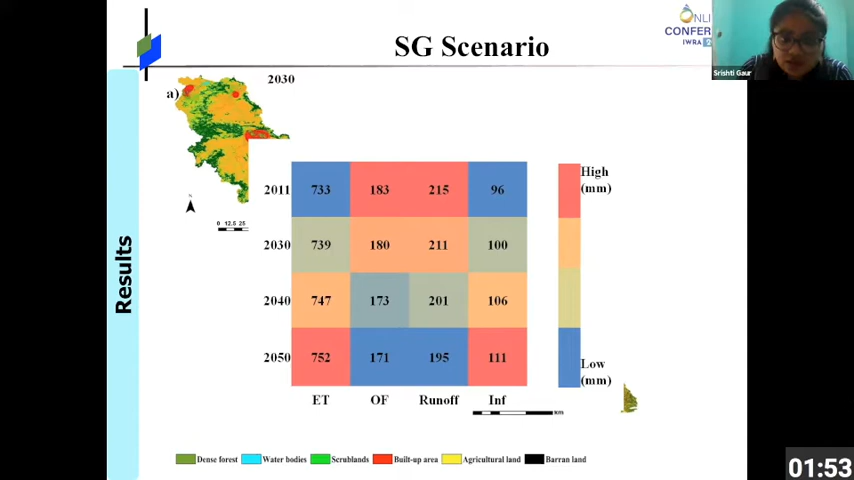 SG Scenario
NLI
CONFER
IWRA
Srishti Gaur
2030
a)
N
0 12.5 25
Results
2011 733 183 215 96
2030 739 180 211 100
2040 747 173 201 106
2050 752 171 195 111
ET OF Runoff Inf
High
(mm)
Low
(mm)
km
Dense forest Water bodies Scrublands Built-up area Agricultural land Barran land
01:53